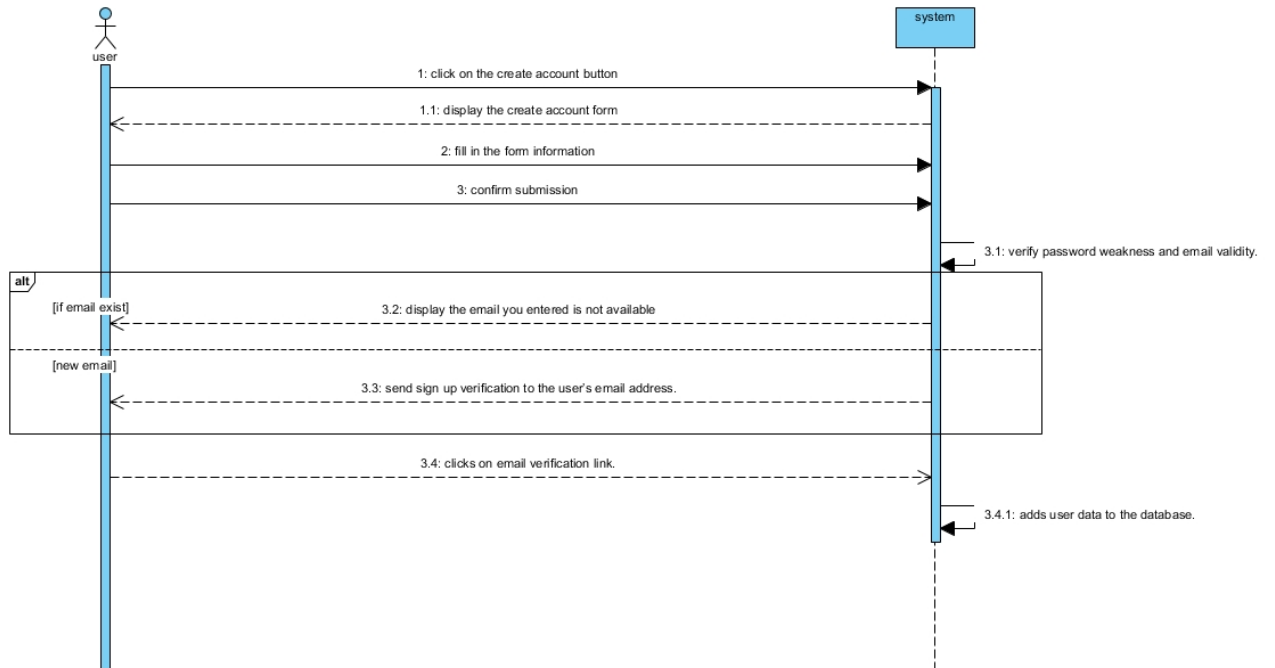 system
user
1: click on the create account button
1.1: display the create account form
2: fill in the form information
3: confirm submission
3.1: verify password weakness and email validity.
alt
[if email exist]
3.2: display the email you entered is not available
[new email]
3.3: send sign up verification to the user's email address.
3.4: clicks on email verification link.
3.4.1: adds user data to the database.